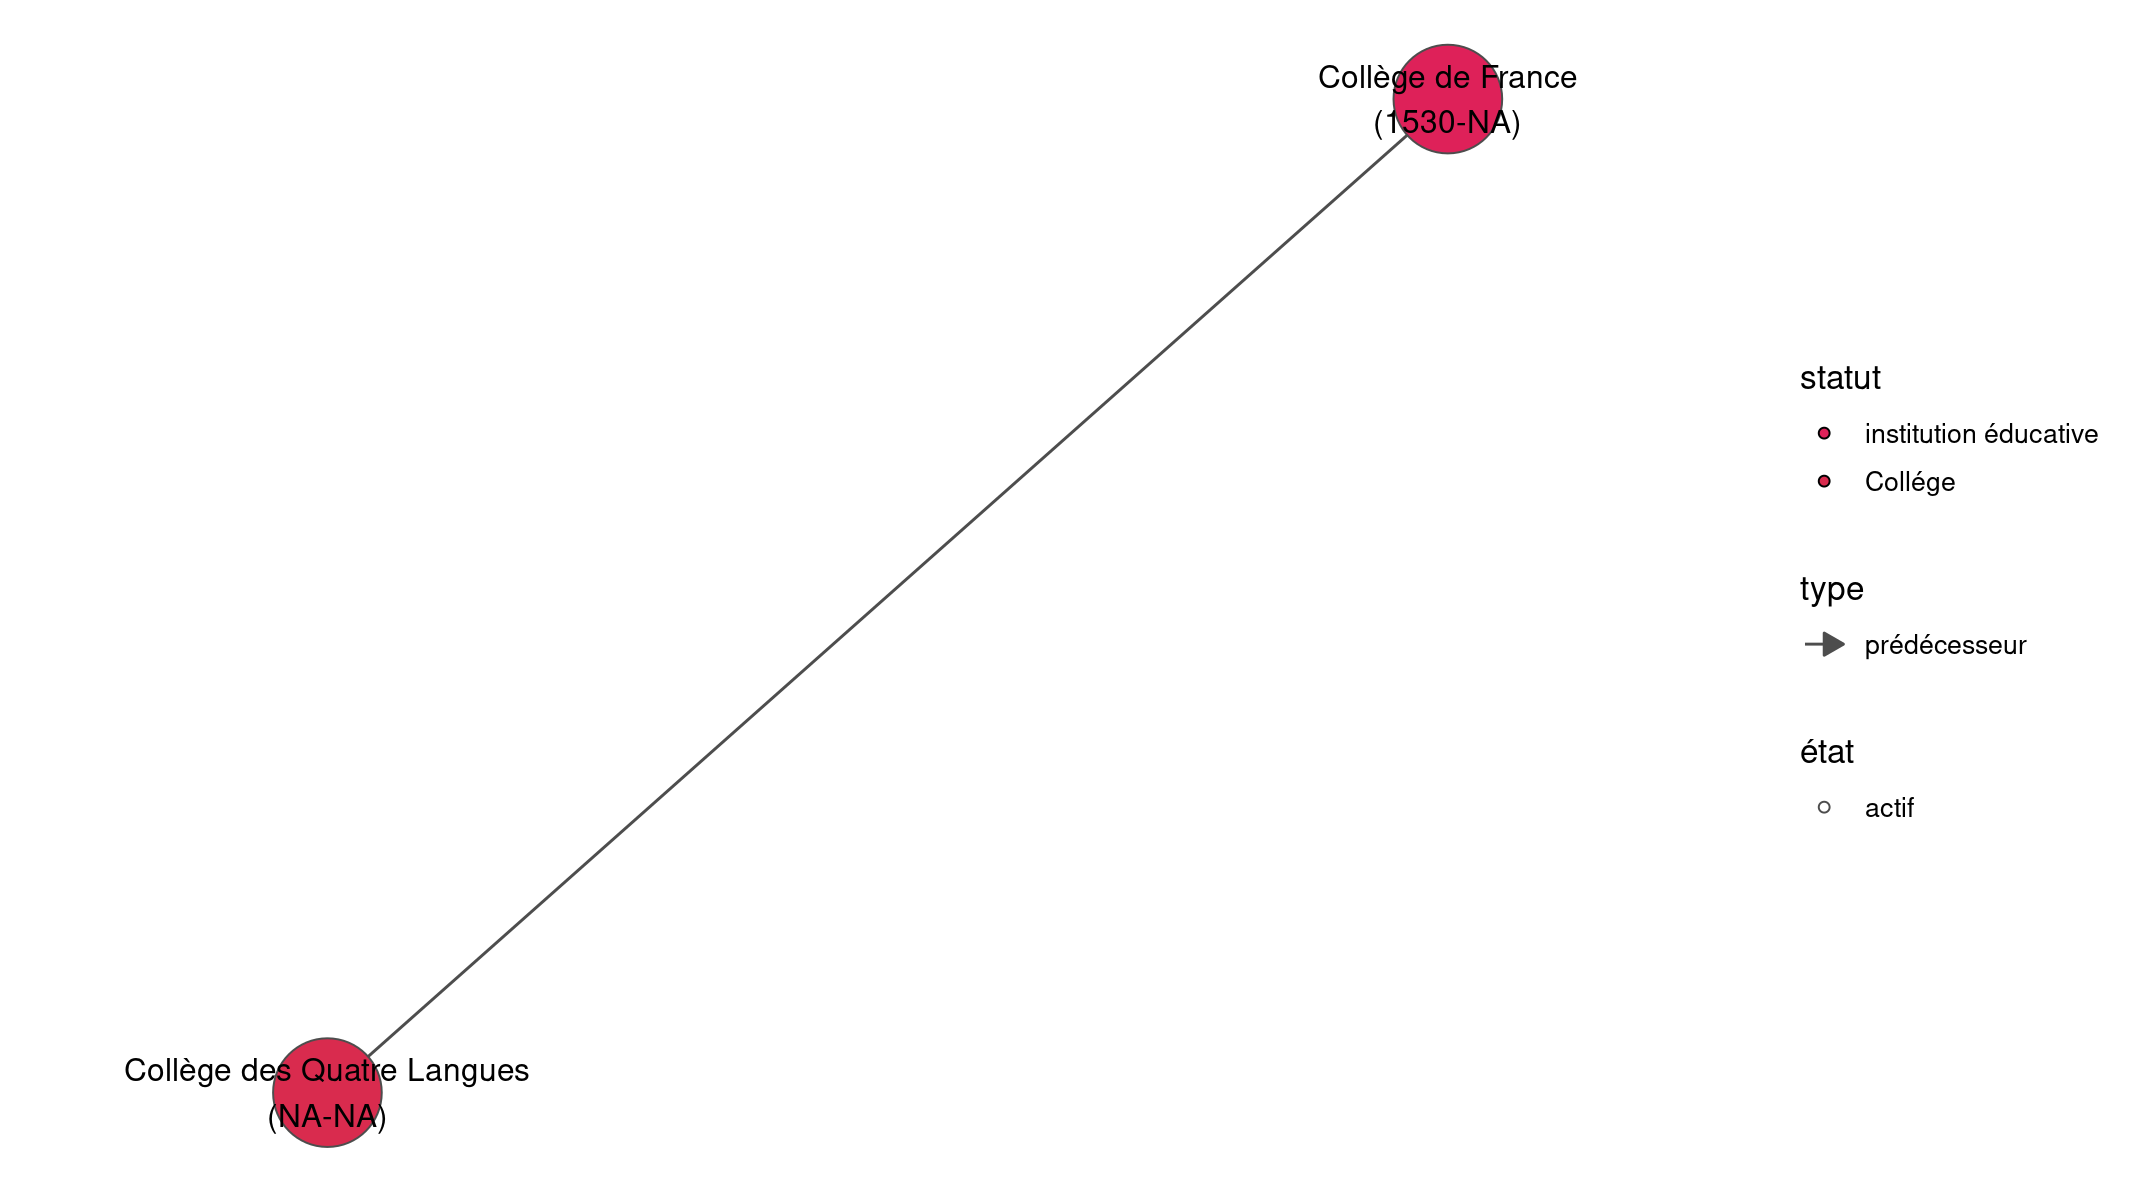 Collège de France
(1530-NA)
statut
institution éducative
Collége
type
prédécesseur
état
actif
Collège des Quatre Langues
(NA-NA)